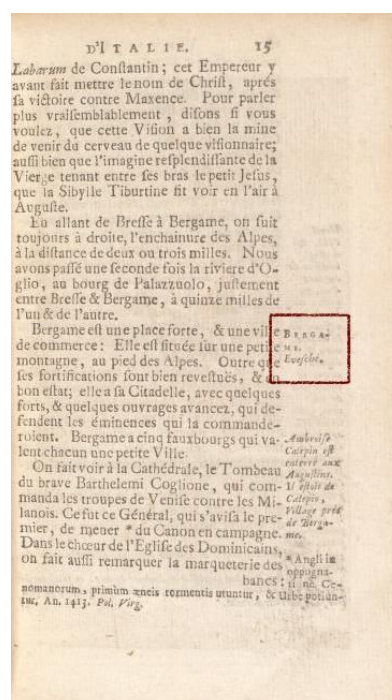 D'ITALIE. 15
Labarum de Constantin; cet Empereur y
avant fait mettre le nom de Christ, aprés
sa victoire contre Maxence. Pour parler
plus vraisemblablement, disons si vous
voulez, que cette Vision a bien la mine
de venir du cerveau de quelque visionnaire;
aussi bien que l'imagine resplendissante de la
Vierge tenant entre ses bras le petit Jesus,
que la Sibylle Tiburtine fit voir en l'air à
Auguste.
En allant de Bresse à Bergame, on suit
toujours à droite, l'enchainure des Alpes,
à la distance de deux ou trois milles. Nous
avons passé une seconde fois la riviere d'O-
glio, au bourg de Palazzuolo, justement
entre Bresse & Bergame, à quinze milles de
l'un & de l'autre.
Bergame est une place forte, & une ville
de commerce: Elle est située sur une petite
montagne, au pied des Alpes. Outre que
ses fortifications sont bien revestuës, & en
bon estat; elle a sa Citadelle, avec quelques
forts, & quelques ouvrages avancez, qui de-
fendent les éminences qui la commande-
roient. Bergame a cinq fauxbourgs qui va-
lent chacun une petite Ville.
On fait voir à la Cathédrale, le Tombeau
du brave Barthelemi Coglione, qui com-
manda les troupes de Venise contre les Mi-
lanois. Ce fut ce Général, qui s'avisa le pre-
mier, de mener * du Canon en campagne.
Dans le chœur de l'Eglise des Dominicains,
on fait aussi remarquer la marqueterie des
bancs:
BERGA-
ME.
Evesché.
Ambroise
Calepin est
enterré aux
Augustins.
Il estoit de
Calepio,
Village prés
de Berga-
me.
* Angli in
oppugna-
tione Ce-
nomanorum, primùm æneis tormentis utuntur, & Urbe potiun-
tur, An. 1413. Pol. Virg.